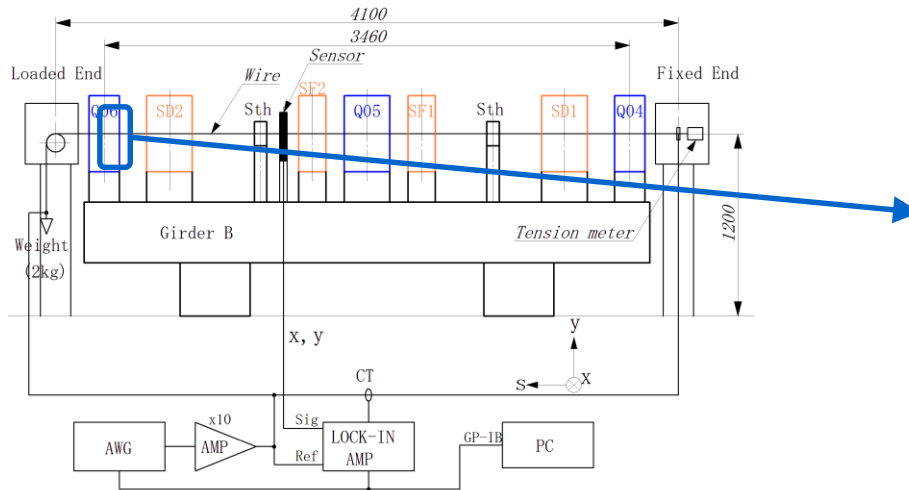 4100
3460
Sensor
Loaded End
Wire
Fixed End
SF2
Q06
SD2
Sth
Q05
SF1
Sth
SD1
Q04
1200
Girder B
Tension meter
Weight
(2kg)
x, y
y
CT
S
x
x10
Sig
AWG
AMP
LOCK-IN
AMP
GP-IB
PC
Ref